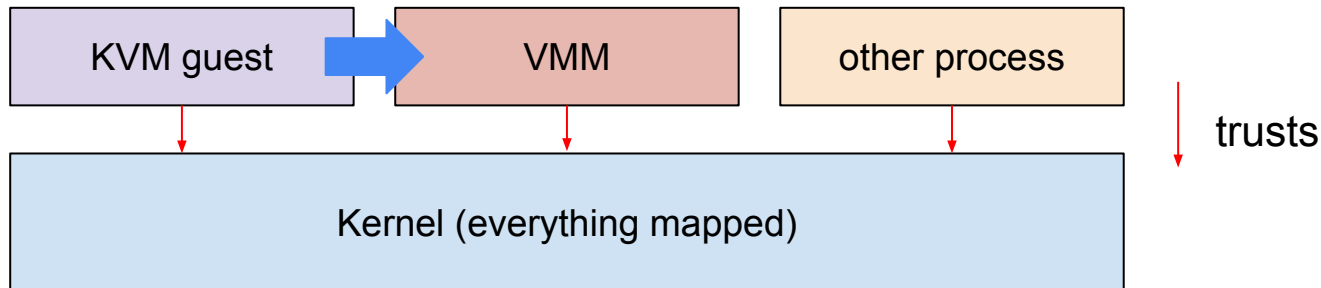 KVM guest
VMM
other process
trusts
Kernel (everything mapped)